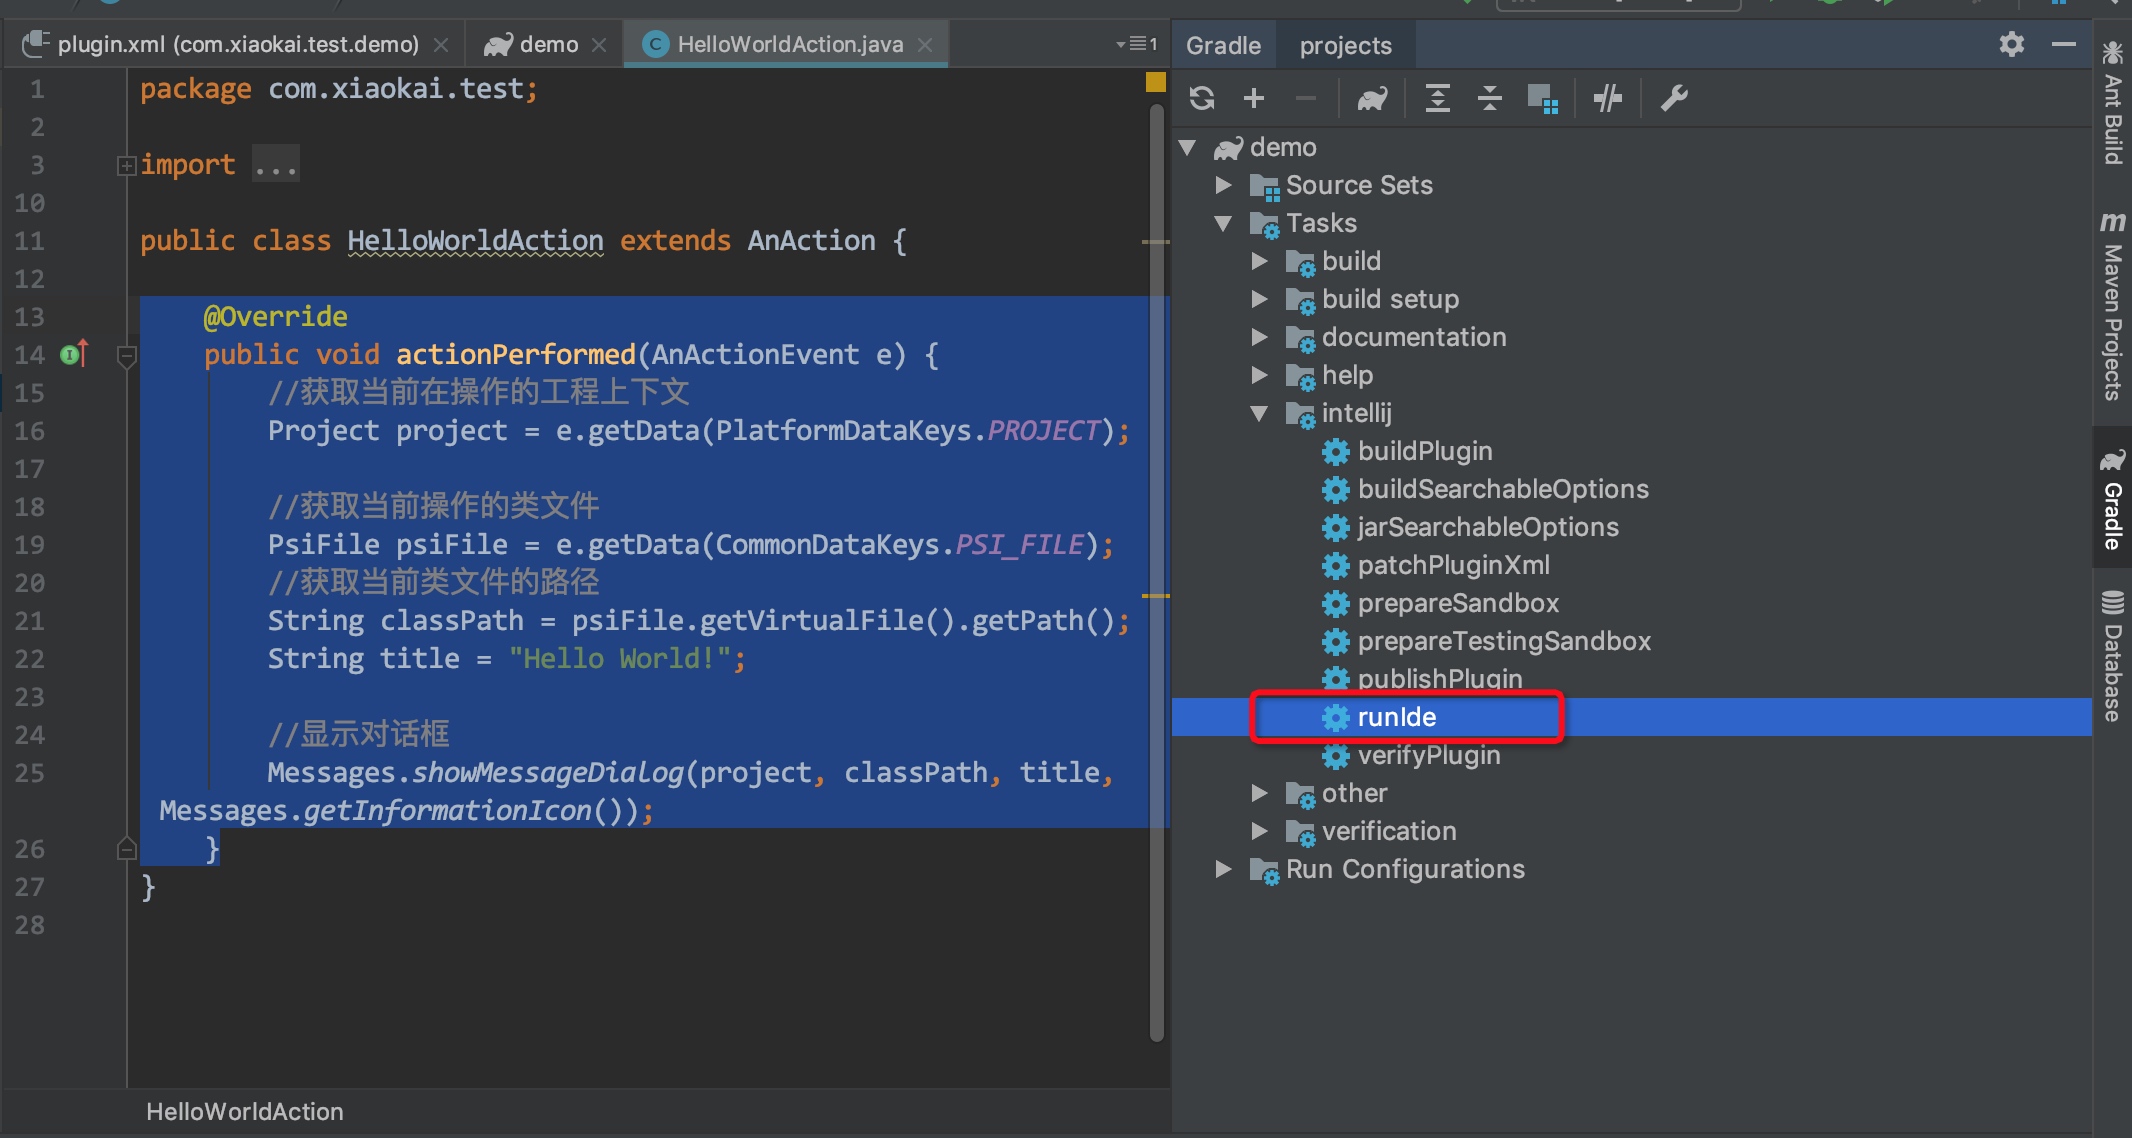 plugin.xml (com.xiaokai.test.demo)
demo
HelloWorldAction.java
1
1 package com.xiaokai.test;
2
3 import ...
10
11 public class HelloWorldAction extends AnAction {
12
13 @Override
14 public void actionPerformed(AnActionEvent e) {
15 //获取当前在操作的工程上下文
16 Project project = e.getData(PlatformDataKeys.PROJECT);
17
18 //获取当前操作的类文件
19 PsiFile psiFile = e.getData(CommonDataKeys.PSI_FILE);
20 //获取当前类文件的路径
21 String classPath = psiFile.getVirtualFile().getPath();
22 String title = "Hello World!";
23
24 //显示对话框
25 Messages.showMessageDialog(project, classPath, title,
Messages.getInformationIcon());
26 }
27 }
28
HelloWorldAction
Gradle projects
demo
Source Sets
Tasks
build
build setup
documentation
help
intellij
buildPlugin
buildSearchableOptions
jarSearchableOptions
patchPluginXml
prepareSandbox
prepareTestingSandbox
publishPlugin
runIde
verifyPlugin
other
verification
Run Configurations
Ant Build
Maven Projects
Gradle
Database